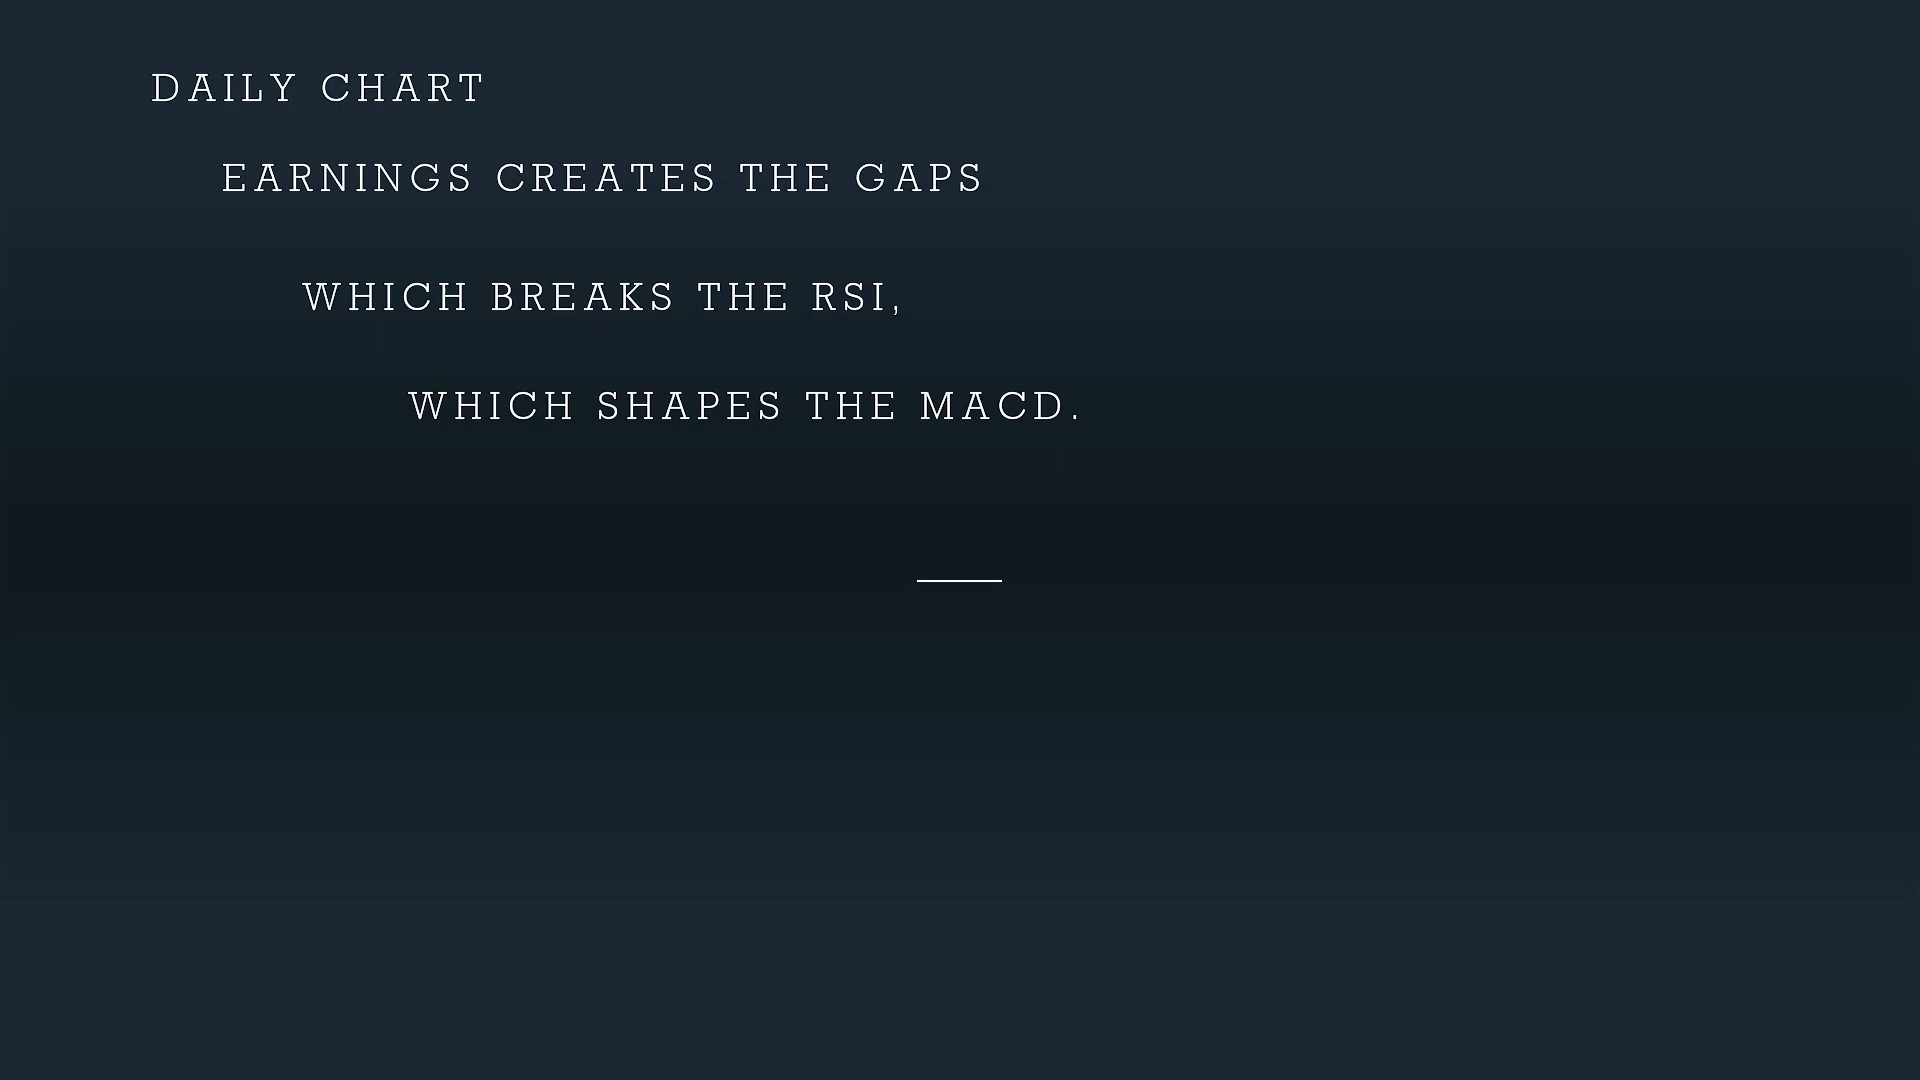 DAILY CHART
EARNINGS CREATES THE GAPS
WHICH BREAKS THE RSI,
WHICH SHAPES THE MACD.